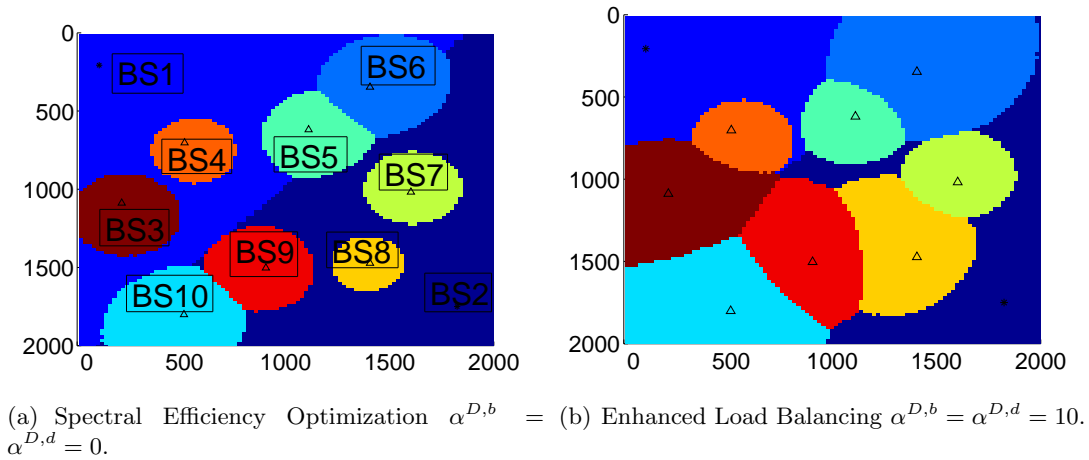 0
500
1000
1500
2000
0
500
1000
1500
2000
BS1
BS6
BS4
BS5
BS7
BS3
BS9
BS8
BS10
BS2
0
500
1000
1500
2000
0
500
1000
1500
2000
(a) Spectral Efficiency Optimization α^{D,b} =
α^{D,d} = 0.
(b) Enhanced Load Balancing α^{D,b} = α^{D,d} = 10.